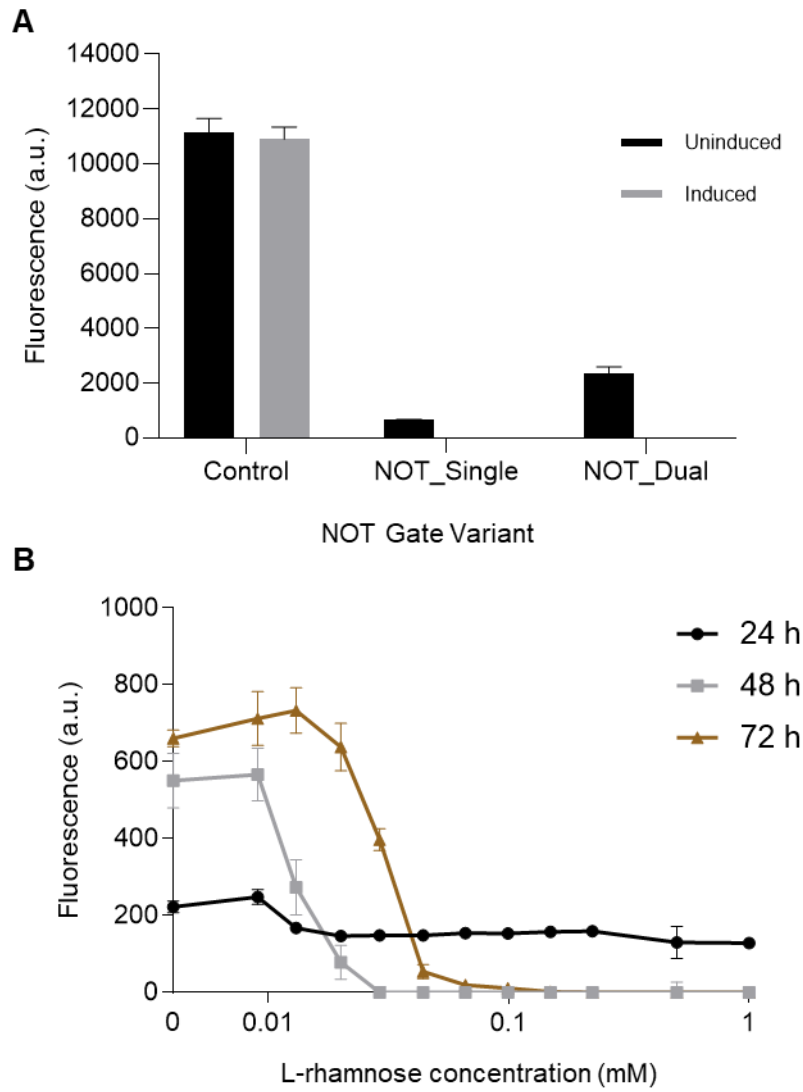 A
14000
12000
10000
8000
6000
4000
2000
0
Fluorescence (a.u.)
Uninduced
Induced
Control NOT_Single NOT_Dual
NOT Gate Variant
B
1000
800
600
400
200
0
Fluorescence (a.u.)
24 h
48 h
72 h
0 0.01 0.1 1
L-rhamnose concentration (mM)